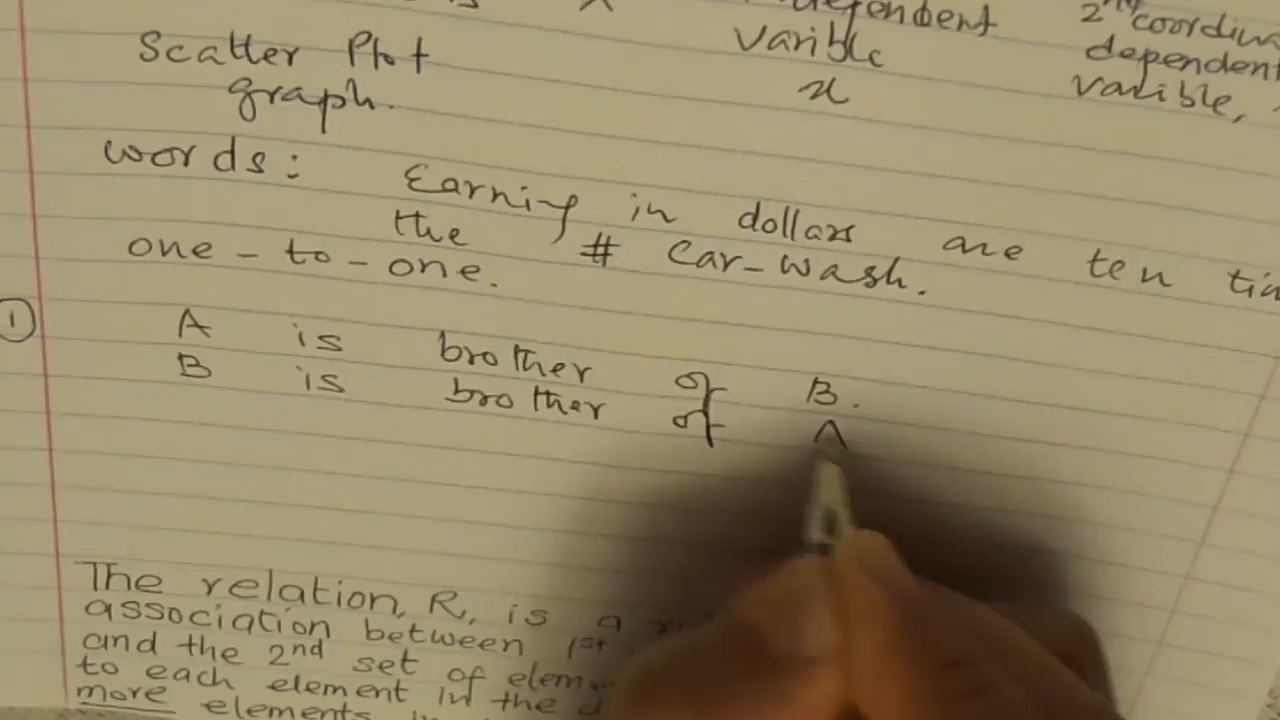 2nd coordin
dependent
varible
dependent
varible,
x
Scatter Plot
graph.
words: Earning in dollars are ten tim
the # Car-wash.
one-to-one.
1 A is brother of B.
B is brother of A
The relation, R, is a
association between 1st
and the 2nd set of elem
to each element in the d
more elements